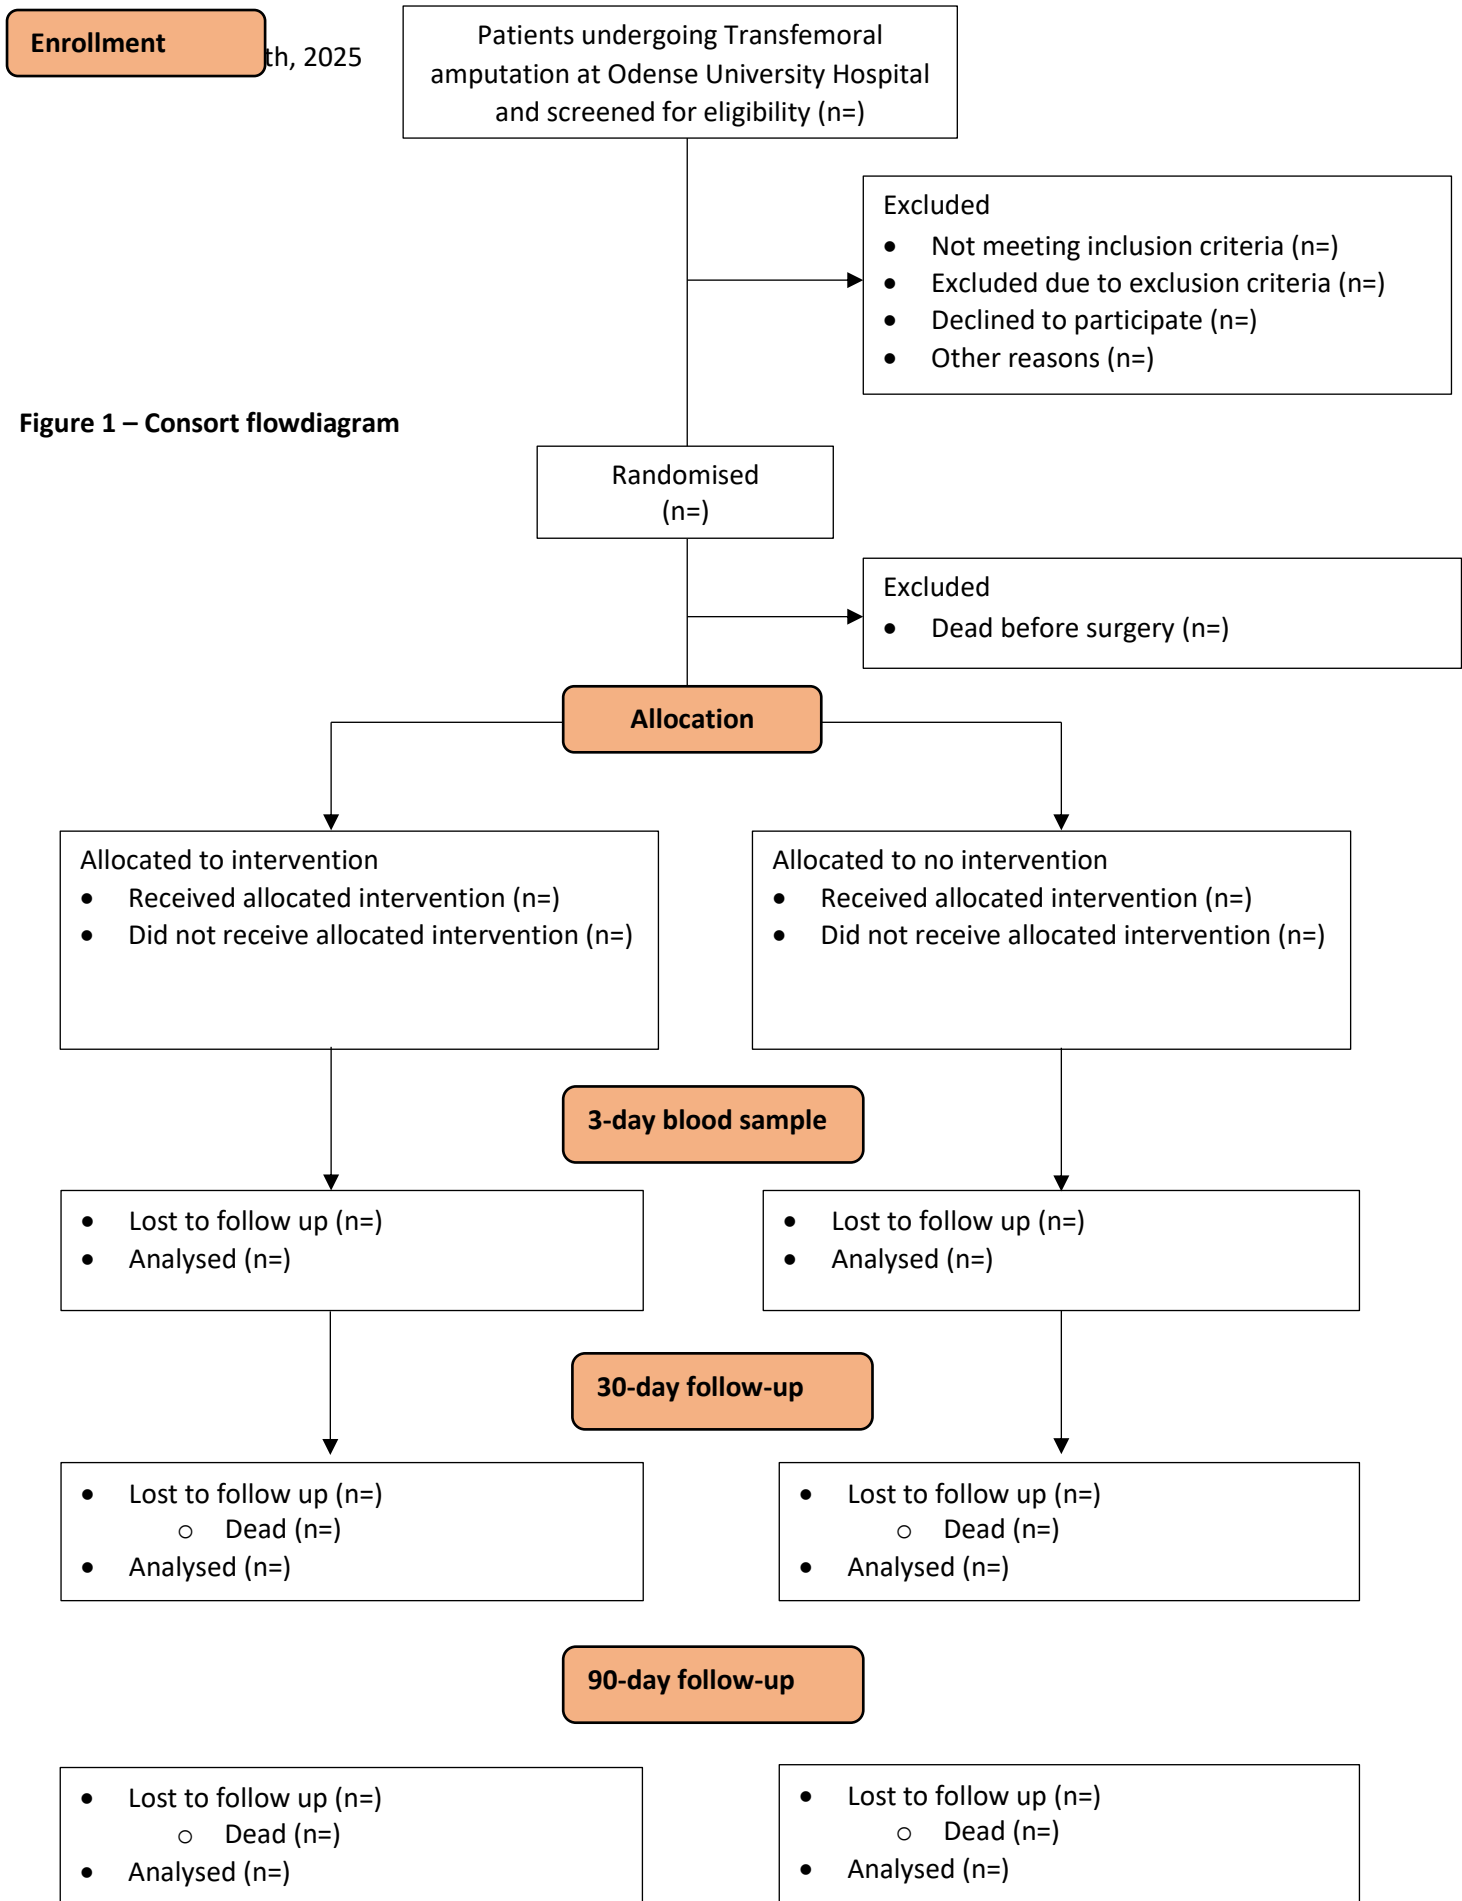 Enrollment
th, 2025
Patients undergoing Transfemoral
amputation at Odense University Hospital
and screened for eligibility (n=)
Excluded
• Not meeting inclusion criteria (n=)
• Excluded due to exclusion criteria (n=)
• Declined to participate (n=)
• Other reasons (n=)
Figure 1 – Consort flowdiagram
Randomised
(n=)
Excluded
• Dead before surgery (n=)
Allocation
Allocated to intervention
• Received allocated intervention (n=)
• Did not receive allocated intervention (n=)
Allocated to no intervention
• Received allocated intervention (n=)
• Did not receive allocated intervention (n=)
3-day blood sample
• Lost to follow up (n=)
• Analysed (n=)
• Lost to follow up (n=)
• Analysed (n=)
30-day follow-up
• Lost to follow up (n=)
o Dead (n=)
• Analysed (n=)
• Lost to follow up (n=)
o Dead (n=)
• Analysed (n=)
90-day follow-up
• Lost to follow up (n=)
o Dead (n=)
• Analysed (n=)
• Lost to follow up (n=)
o Dead (n=)
• Analysed (n=)